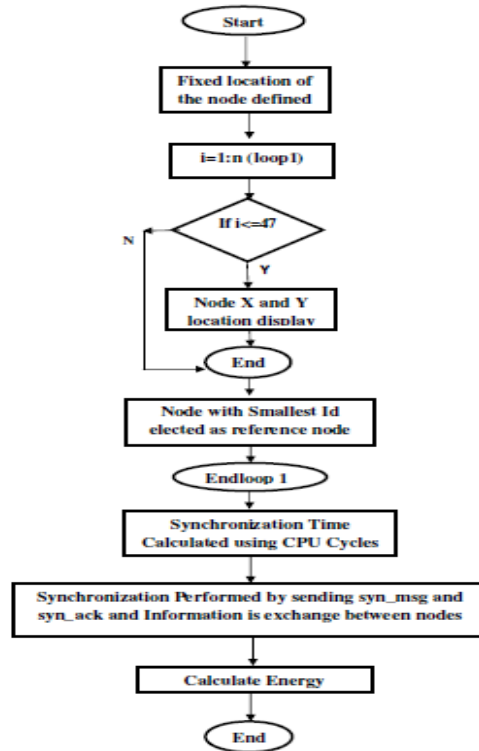 Start
Fixed location of
the node defined
i=1:n (loop1)
If i<=47
N
Y
Node X and Y
location display
End
Node with Smallest Id
elected as reference node
Endloop 1
Synchronization Time
Calculated using CPU Cycles
Synchronization Performed by sending syn_msg and
syn_ack and Information is exchange between nodes
Calculate Energy
End